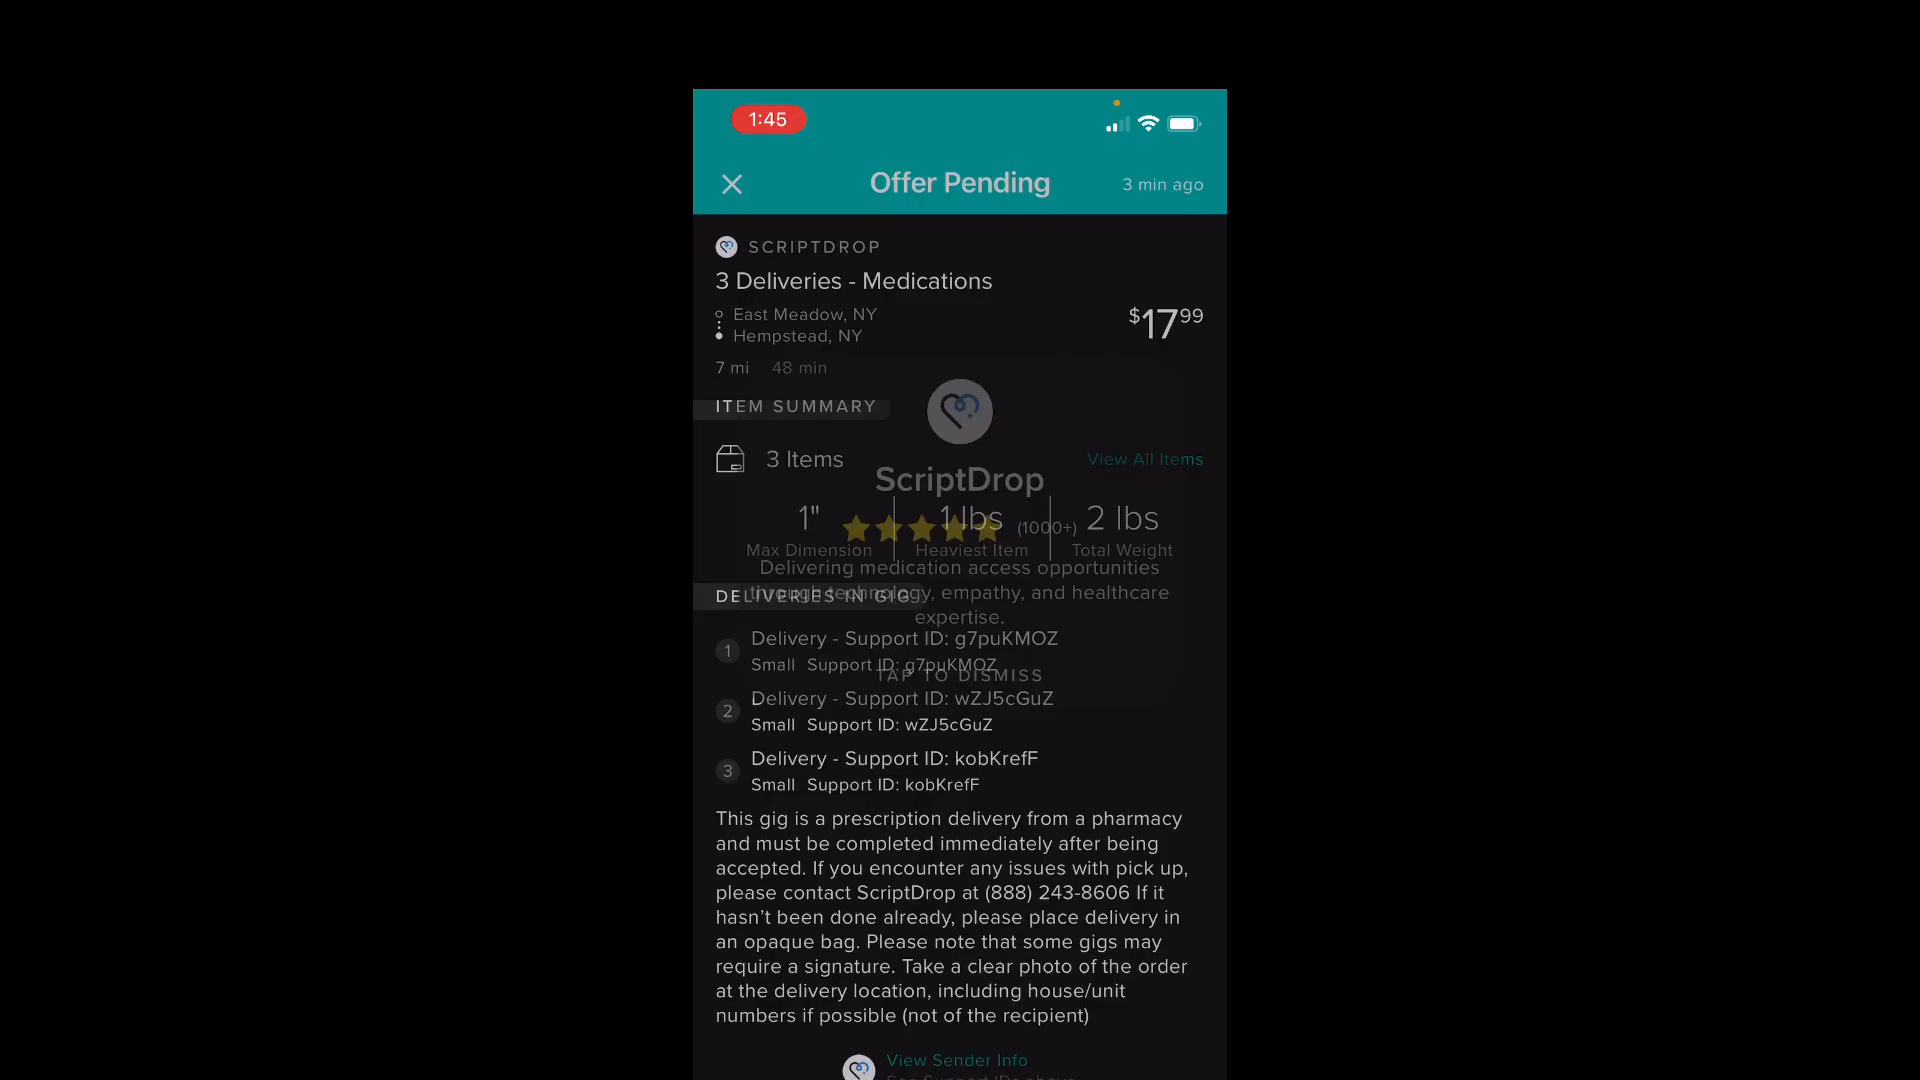 1:45
Offer Pending
3 min ago
SCRIPTDROP
3 Deliveries - Medications
East Meadow, NY
Hempstead, NY
$17 99
7 mi 48 min
ITEM SUMMARY
3 Items
View All Items
ScriptDrop
1" 1 lbs 2 lbs
(1000+)
Max Dimension Heaviest Item Total Weight
Delivering medication access opportunities
through technology, empathy, and healthcare
expertise.
DELIVERIES IN GIG
1 Delivery - Support ID: g7puKMOZ
Small Support ID: g7puKMOZ
TAP TO DISMISS
2 Delivery - Support ID: wZJ5cGuZ
Small Support ID: wZJ5cGuZ
3 Delivery - Support ID: kobKrefF
Small Support ID: kobKrefF
This gig is a prescription delivery from a pharmacy
and must be completed immediately after being
accepted. If you encounter any issues with pick up,
please contact ScriptDrop at (888) 243-8606 If it
hasn't been done already, please place delivery in
an opaque bag. Please note that some gigs may
require a signature. Take a clear photo of the order
at the delivery location, including house/unit
numbers if possible (not of the recipient)
View Sender Info
See Support IDs above